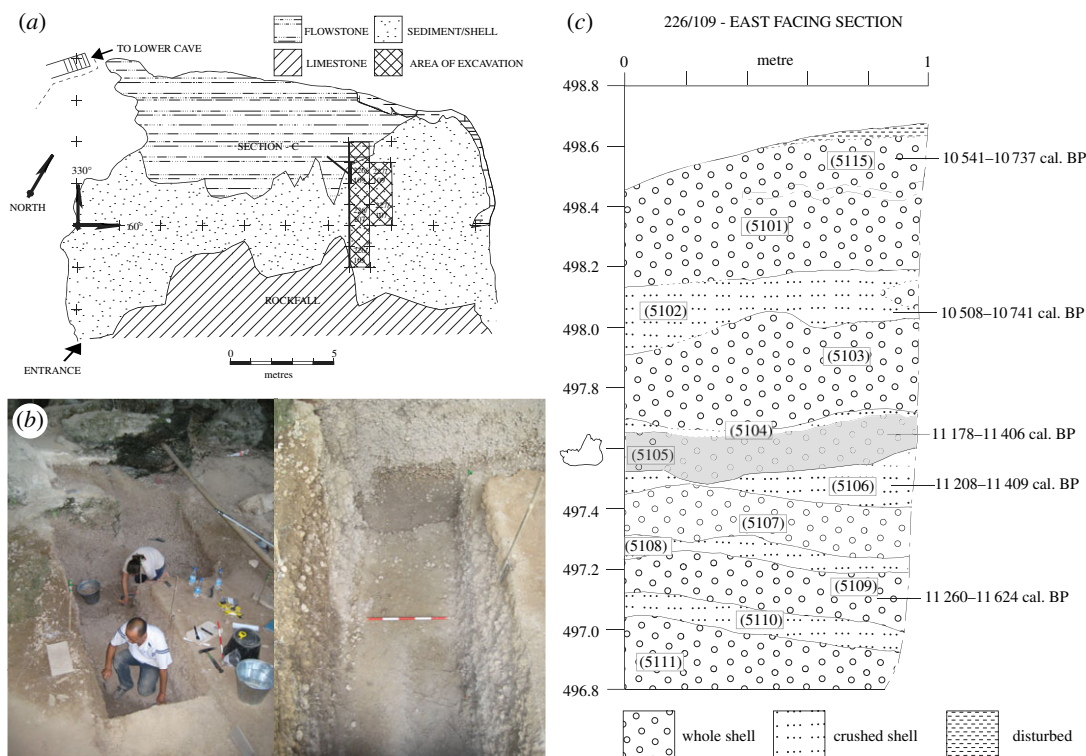 (a)
TO LOWER CAVE
FLOWSTONE
SEDIMENT/SHELL
LIMESTONE
AREA OF EXCAVATION
SECTION - C
330°
NORTH
60°
ROCKFALL
ENTRANCE
0 5
metres
(b)
(c)
226/109 - EAST FACING SECTION
0 metre 1
498.8
498.6
498.4
498.2
498.0
497.8
497.4
497.2
497.0
496.8
(5115)
10 541–10 737 cal. BP
(5101)
(5102)
10 508–10 741 cal. BP
(5103)
(5104)
11 178–11 406 cal. BP
(5105)
(5106)
11 208–11 409 cal. BP
(5107)
(5108)
(5109)
11 260–11 624 cal. BP
(5110)
(5111)
whole shell
crushed shell
disturbed